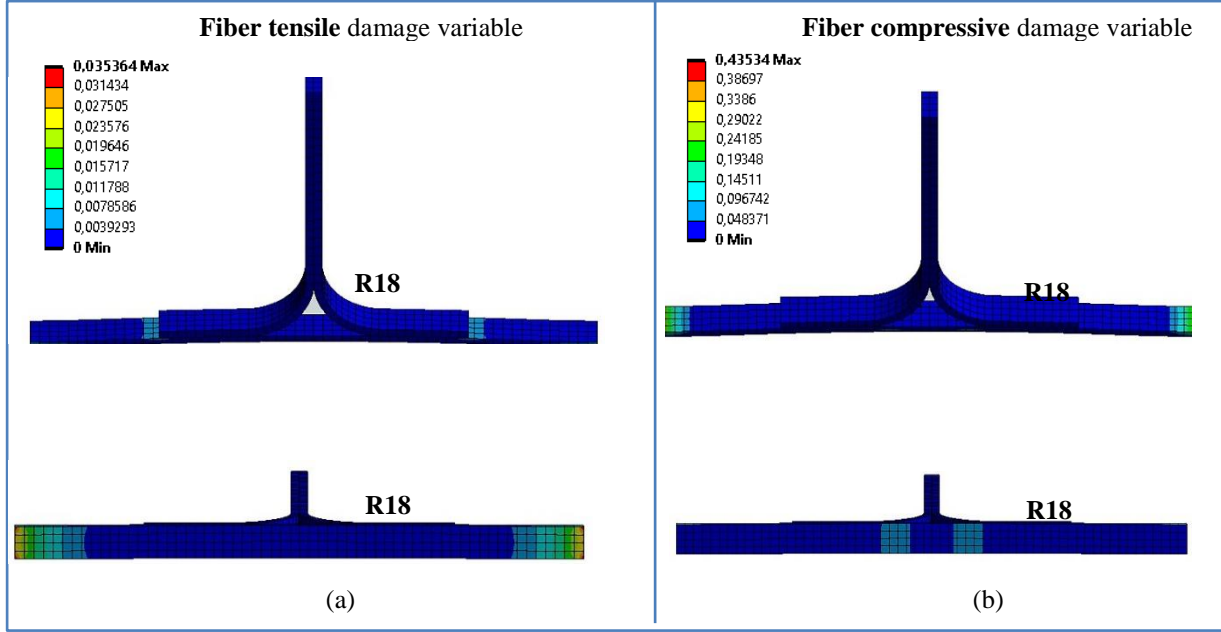 Fiber tensile damage variable
0,035364 Max
0,031434
0,027505
0,023576
0,019646
0,015717
0,011788
0,0078586
0,0039293
0 Min
R18
R18
(a)
Fiber compressive damage variable
0,43534 Max
0,38697
0,3386
0,29022
0,24185
0,19348
0,14511
0,096742
0,048371
0 Min
R18
R18
(b)